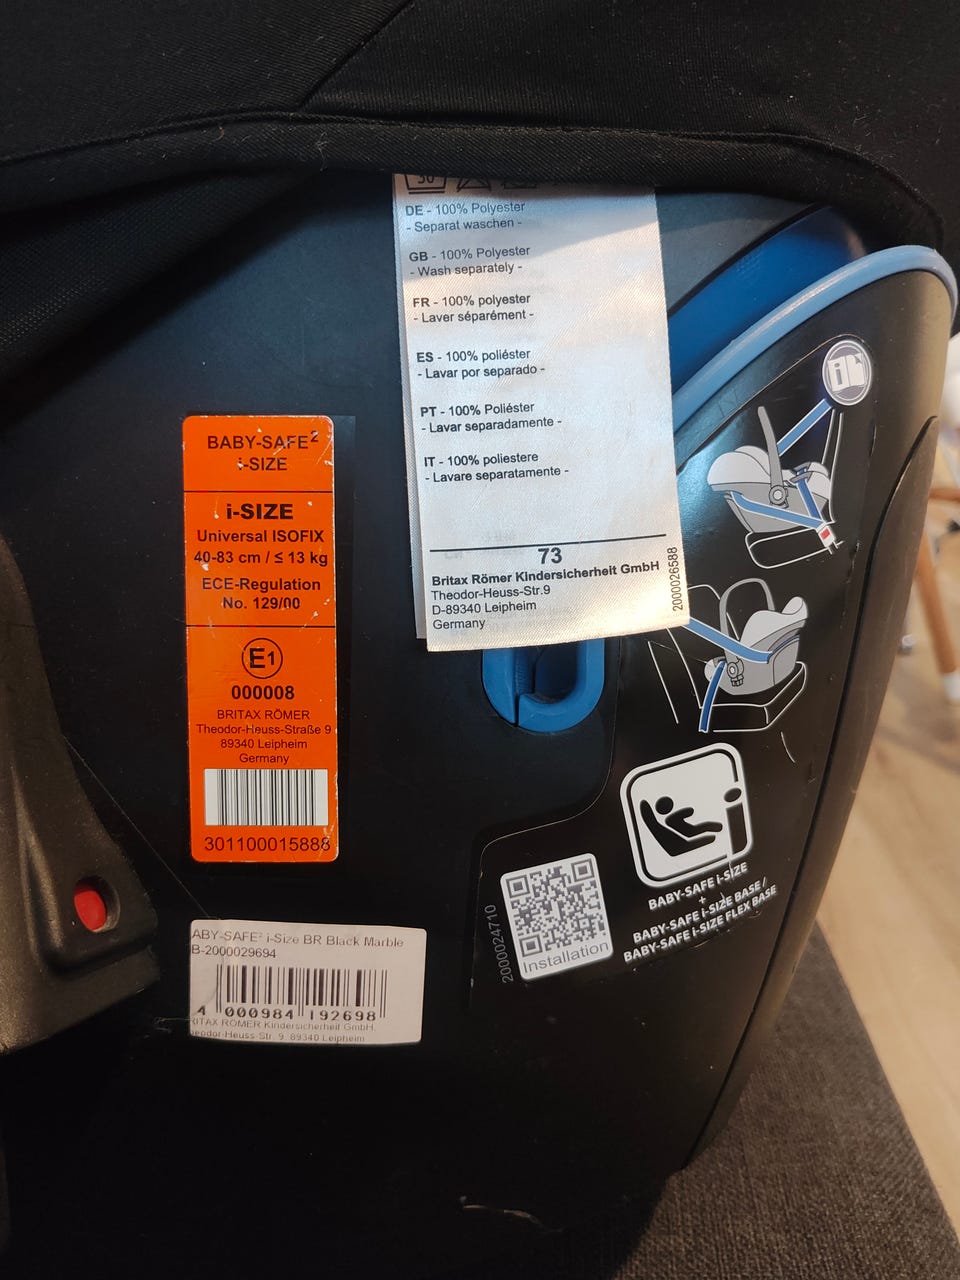 30
DE - 100% Polyester
- Separat waschen -
GB - 100% Polyester
- Wash separately -
FR - 100% polyester
- Laver séparément -
ES - 100% poliéster
- Lavar por separado -
PT - 100% Poliéster
- Lavar separadamente -
IT - 100% poliestere
- Lavare separatamente -
73
Britax Römer Kindersicherheit GmbH
Theodor-Heuss-Str.9
D-89340 Leipheim
Germany
2000026588
BABY-SAFE²
i-SIZE
i-SIZE
Universal ISOFIX
40-83 cm / ≤ 13 kg
ECE-Regulation
No. 129/00
E1
000008
BRITAX RÖMER
Theodor-Heuss-Straße 9
89340 Leipheim
Germany
301100015888
i
BABY-SAFE i-SIZE
+
BABY-SAFE i-SIZE BASE /
BABY-SAFE i-SIZE FLEX BASE
2000024710
Installation
ABY-SAFE² i-Size BR Black Marble
B-2000029694
4 000984 192698
RITAX RÖMER Kindersicherheit GmbH,
eodor-Heuss-Str. 9 89340 Leipheim